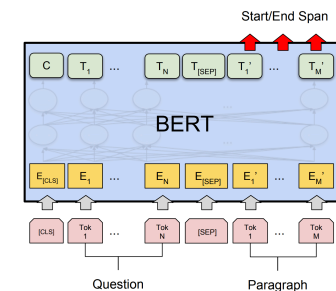 Start/End Span
C T1 ... TN T[SEP] T1' ... TM'
BERT
E[CLS] E1 ... EN E[SEP] E1' ... EM'
[CLS] Tok 1 ... Tok N [SEP] Tok 1 ... Tok M
Question Paragraph